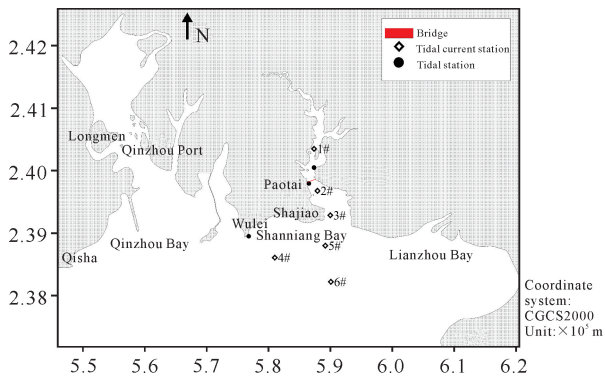 2.42
2.41
2.40
2.39
2.38
N
Bridge
Tidal current station
Tidal station
Longmen
Qinzhou Port
1#
Paotai
2#
Shajiao
3#
Wulei
Shanniang Bay
Qinzhou Bay
5#
Lianzhou Bay
Qisha
4#
6#
Coordinate
system:
CGCS2000
Unit:×10⁵ m
5.5 5.6 5.7 5.8 5.9 6.0 6.1 6.2